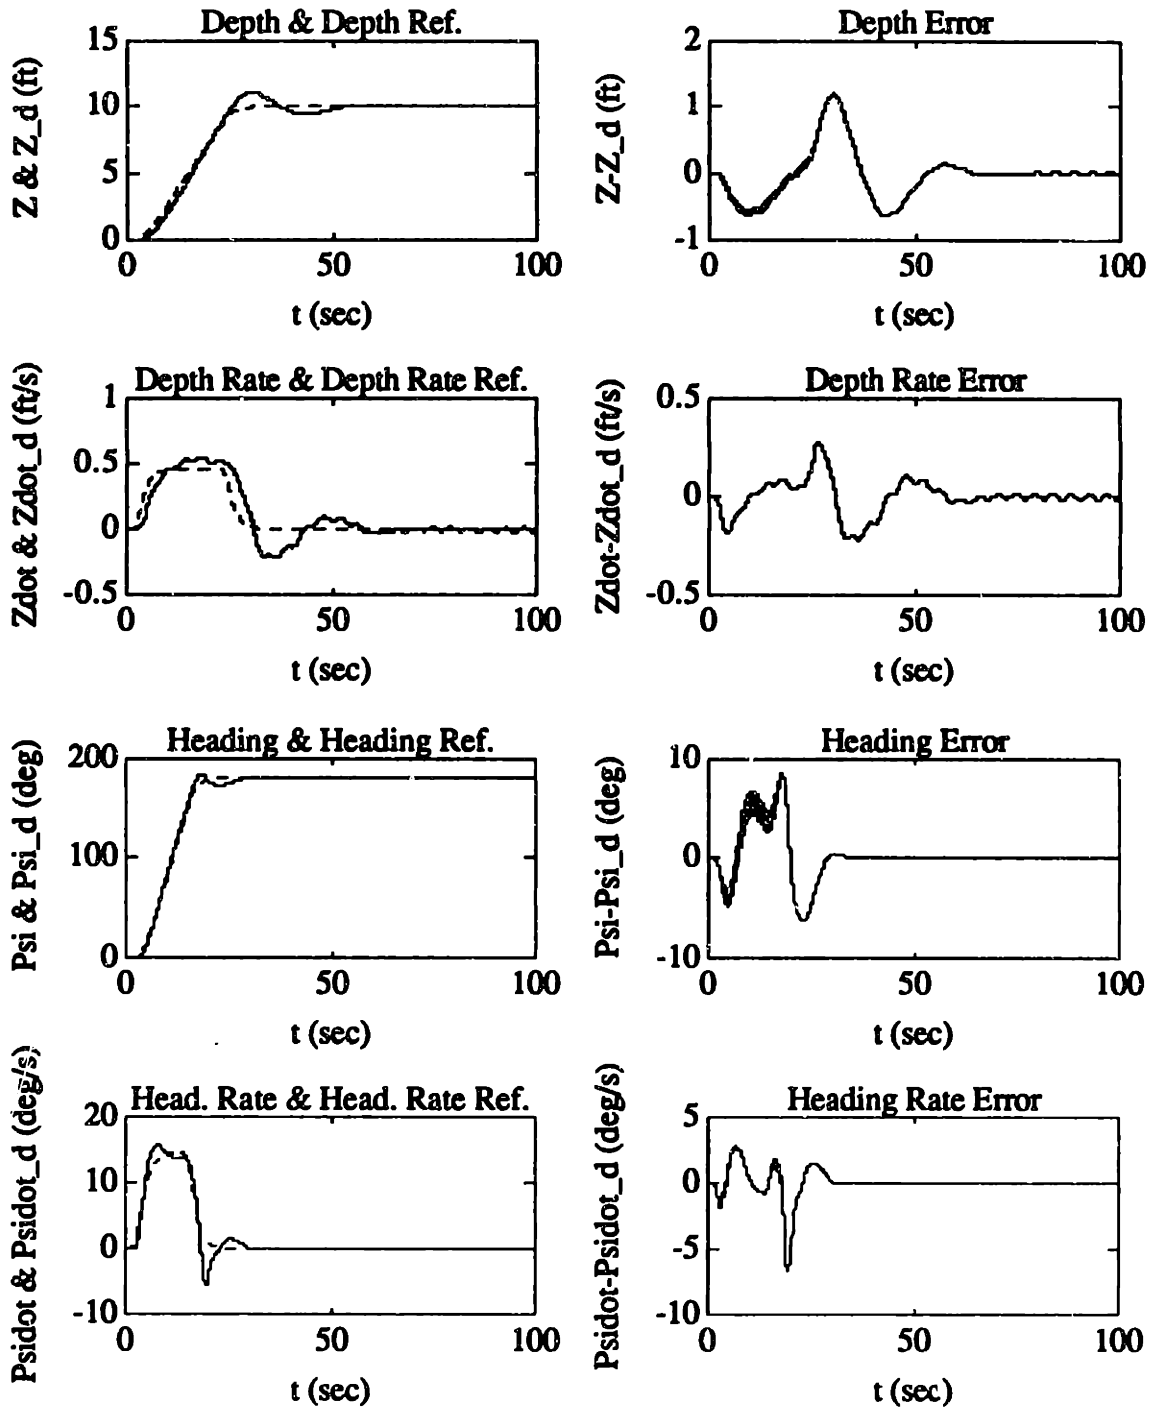 Depth & Depth Ref.
Z & Z_d (ft)
15
10
5
0
0
50
100
t (sec)
Depth Error
Z-Z_d (ft)
2
1
0
-1
0
50
100
t (sec)
Depth Rate & Depth Rate Ref.
Zdot & Zdot_d (ft/s)
1
0.5
0
-0.5
0
50
100
t (sec)
Depth Rate Error
Zdot-Zdot_d (ft/s)
0.5
0
-0.5
0
50
100
t (sec)
Heading & Heading Ref.
Psi & Psi_d (deg)
200
100
0
0
50
100
t (sec)
Heading Error
Psi-Psi_d (deg)
10
0
-10
0
50
100
t (sec)
Head. Rate & Head. Rate Ref.
Psidot & Psidot_d (deg/s)
20
10
0
-10
0
50
100
t (sec)
Heading Rate Error
Psidot-Psidot_d (deg/s)
5
0
-5
-10
0
50
100
t (sec)